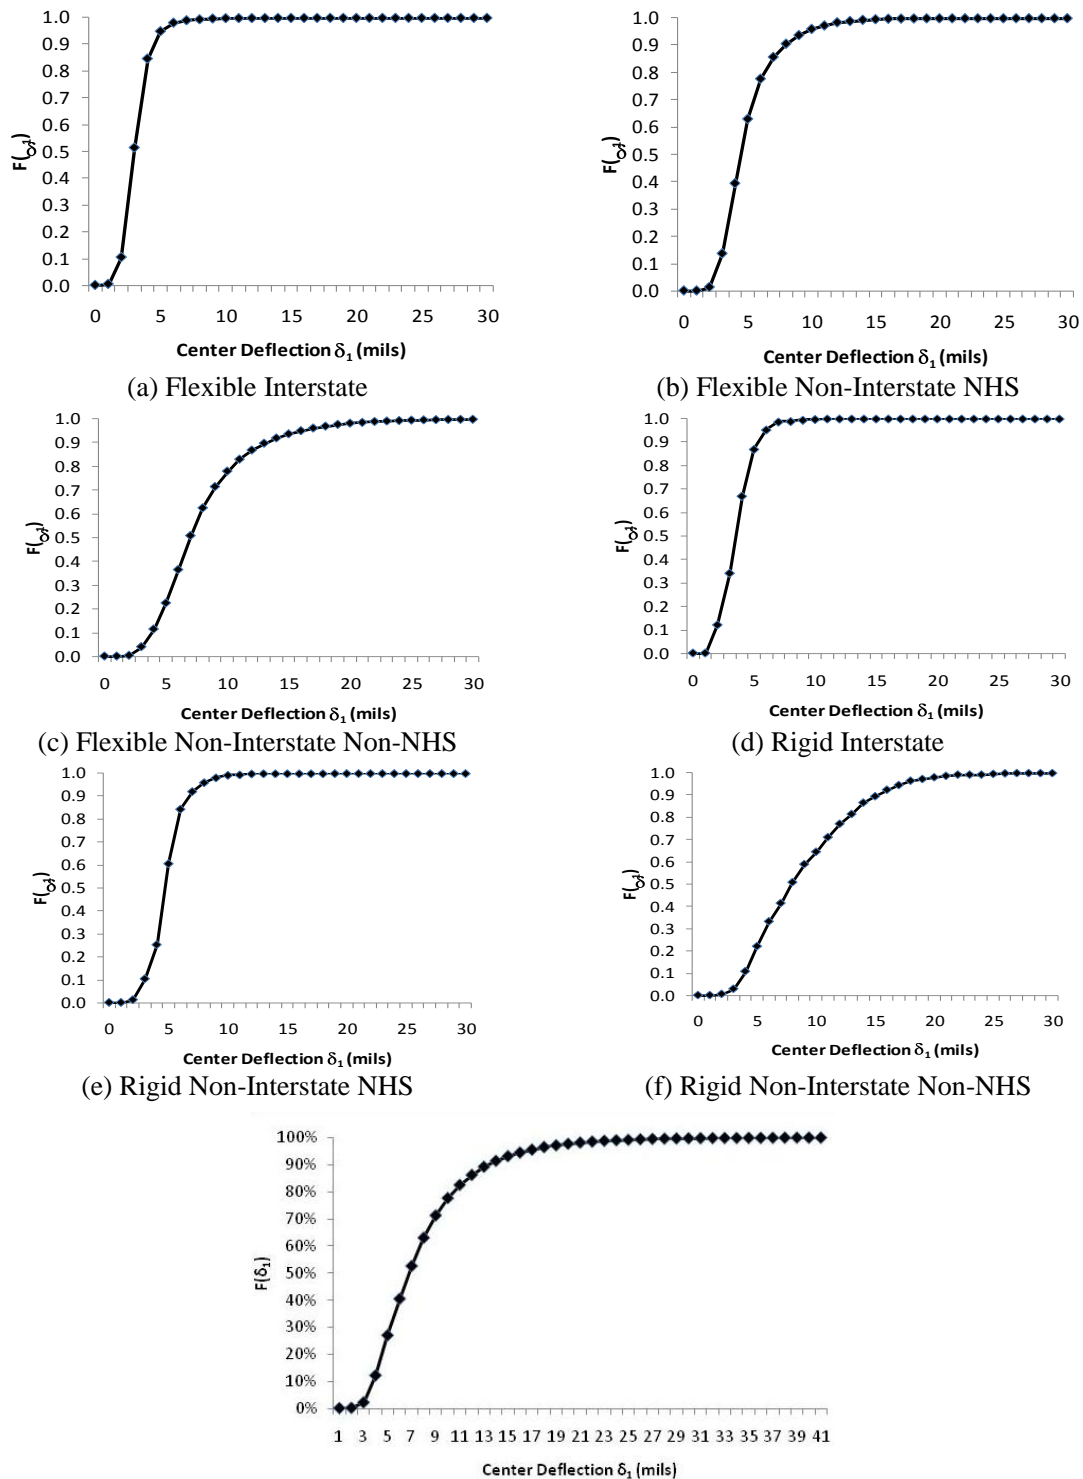 1.0
0.9
0.8
0.7
0.6
0.5
0.4
0.3
0.2
0.1
0.0
F(δ1)
0 5 10 15 20 25 30
Center Deflection δ1 (mils)
(a) Flexible Interstate
1.0
0.9
0.8
0.7
0.6
0.5
0.4
0.3
0.2
0.1
0.0
F(δ1)
0 5 10 15 20 25 30
Center Deflection δ1 (mils)
(b) Flexible Non-Interstate NHS
1.0
0.9
0.8
0.7
0.6
0.5
0.4
0.3
0.2
0.1
0.0
F(δ1)
0 5 10 15 20 25 30
Center Deflection δ1 (mils)
(c) Flexible Non-Interstate Non-NHS
1.0
0.9
0.8
0.7
0.6
0.5
0.4
0.3
0.2
0.1
0.0
F(δ1)
0 5 10 15 20 25 30
Center Deflection δ1 (mils)
(d) Rigid Interstate
1.0
0.9
0.8
0.7
0.6
0.5
0.4
0.3
0.2
0.1
0.0
F(δ1)
0 5 10 15 20 25 30
Center Deflection δ1 (mils)
(e) Rigid Non-Interstate NHS
1.0
0.9
0.8
0.7
0.6
0.5
0.4
0.3
0.2
0.1
0.0
F(δ1)
0 5 10 15 20 25 30
Center Deflection δ1 (mils)
(f) Rigid Non-Interstate Non-NHS
100%
90%
80%
70%
60%
50%
40%
30%
20%
10%
0%
F(δ1)
1 3 5 7 9 11 13 15 17 19 21 23 25 27 29 31 33 35 37 39 41
Center Deflection δ1 (mils)